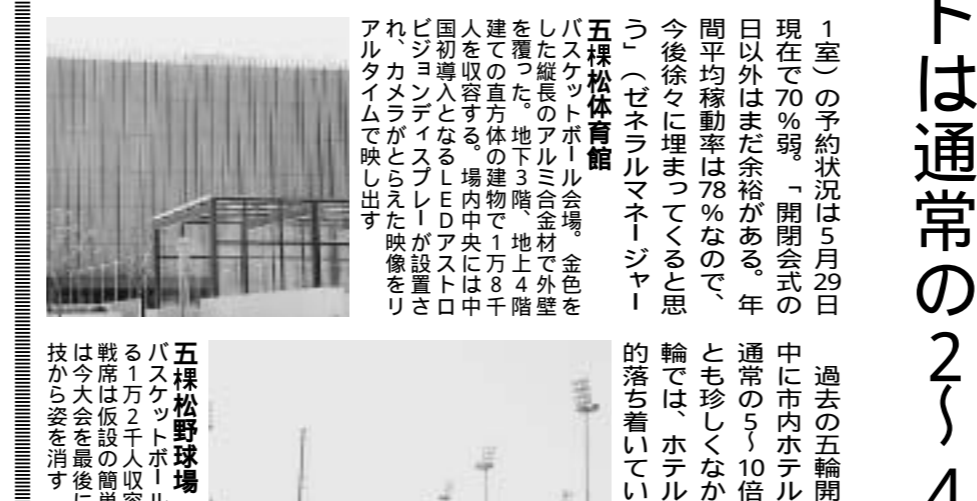 トは通常の2〜4
1室)の予約状況は5月29日
現在で70%弱。「開閉会式の
日以外はまだ余裕がある。年
間平均稼動率は78%なので、
今後徐々に埋まってくると思
う」(ゼネラルマネージャー
五棵松体育館
バスケットボール会場。金色を
した縦長のアルミ合金材で外壁
を覆った。地下3階、地上4階
建ての直方体の建物で1万8千
人を収容する。場内中央には中
国初導入となるLEDアストロ
ビジョンディスプレーが設置さ
れ、カメラがとらえた映像をリ
アルタイムで映し出す
過去の五輪開
中に市内ホテル
通常の5〜10倍
とも珍しくなか
輪では、ホテル
的落ち着いてい
五棵松野球場
バスケットボール
る1万2千人収容
戦席は仮設の簡単
は今大会を最後に
技から姿を消す